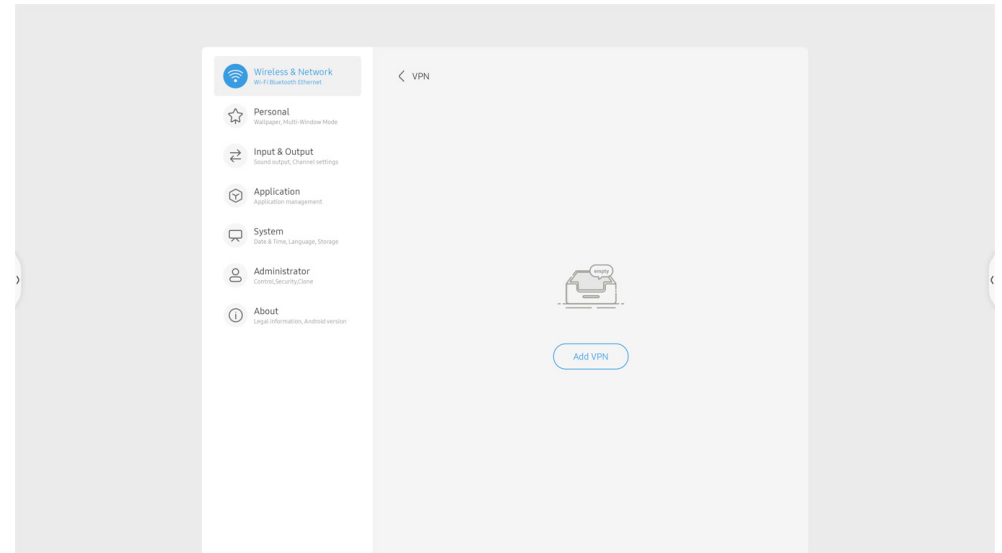 Wireless & Network
Wi-Fi Bluetooth Ethernet
Personal
Wallpaper, Multi-Window Mode
Input & Output
Sound output, Channel settings
Application
Application management
System
Date & Time, Language, Storage
Administrator
Control,Security,Clone
About
Legal information, Android version
VPN
empty
Add VPN